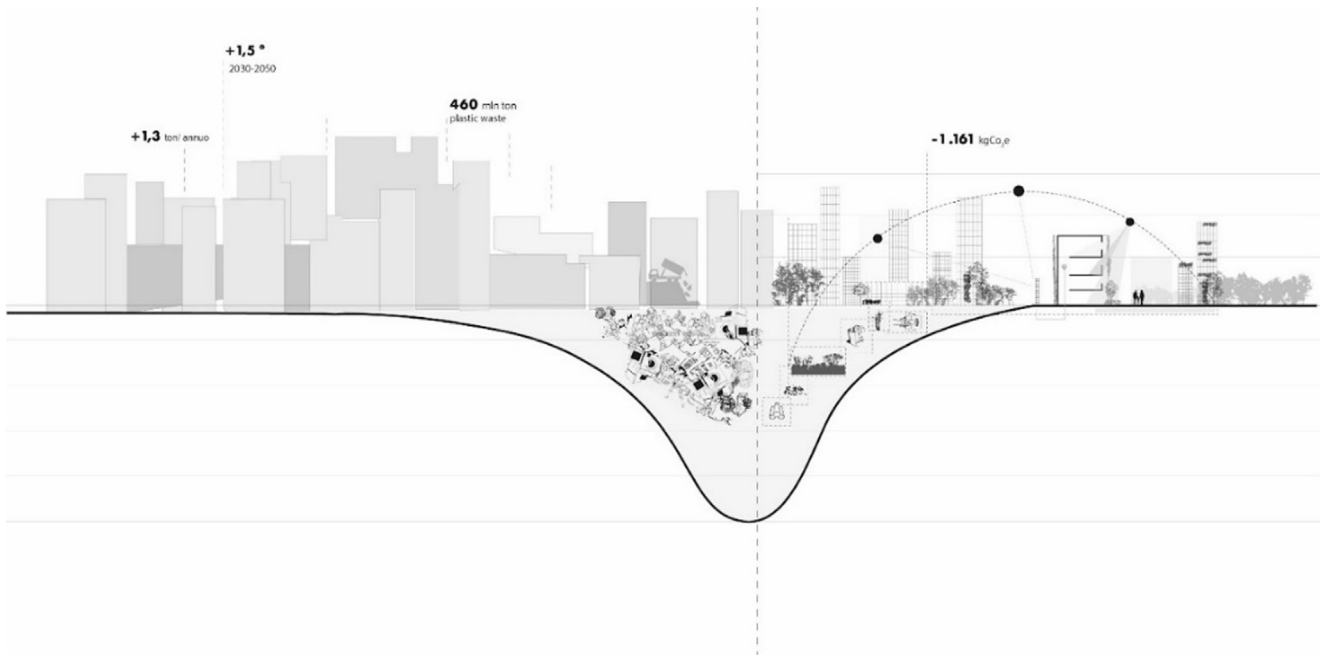 +1,5 °
2030-2050
460 mln ton
plastic waste
+1,3 ton/ annuo
-1.161 kgCo₂e